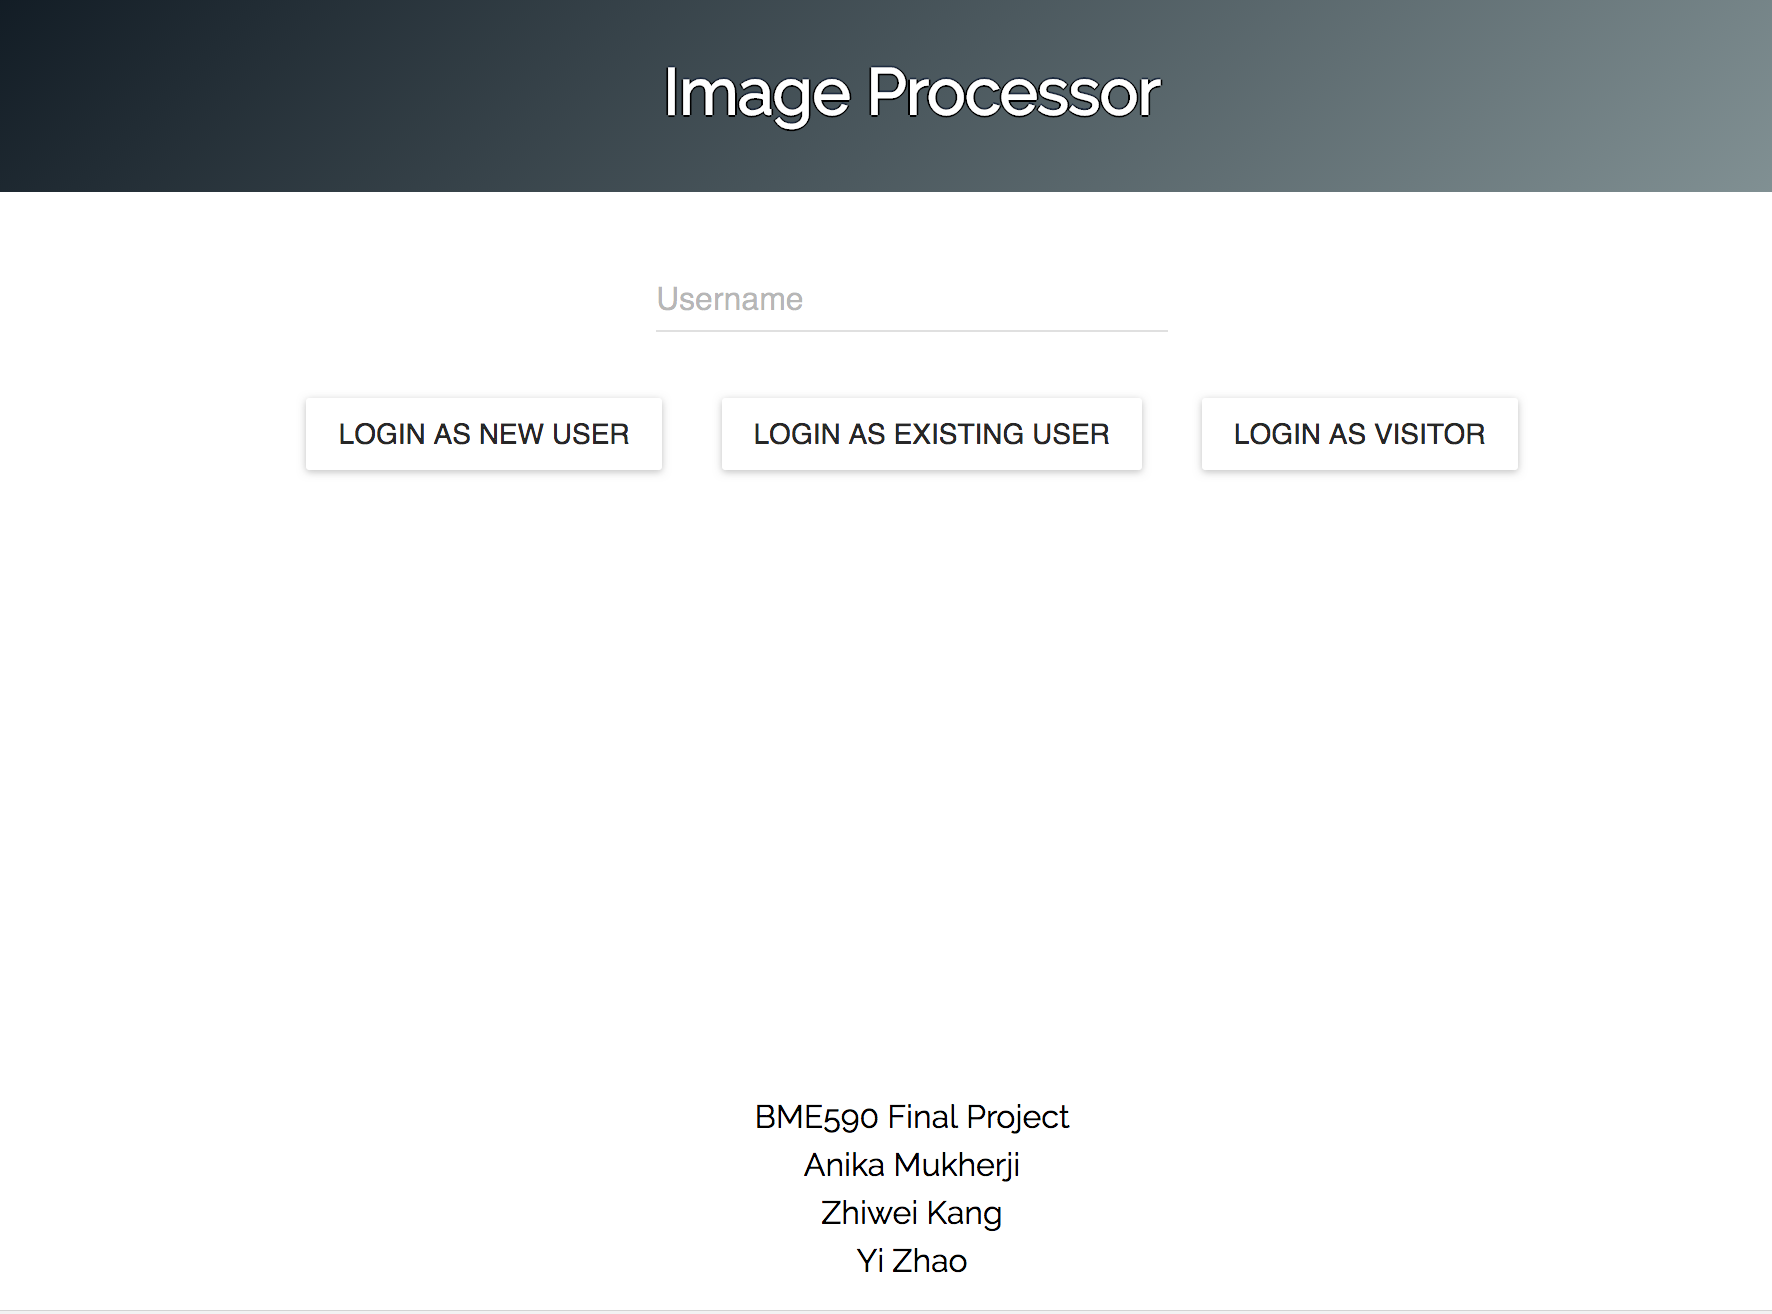 Image Processor
Username
LOGIN AS NEW USER
LOGIN AS EXISTING USER
LOGIN AS VISITOR
BME590 Final Project
Anika Mukherji
Zhiwei Kang
Yi Zhao